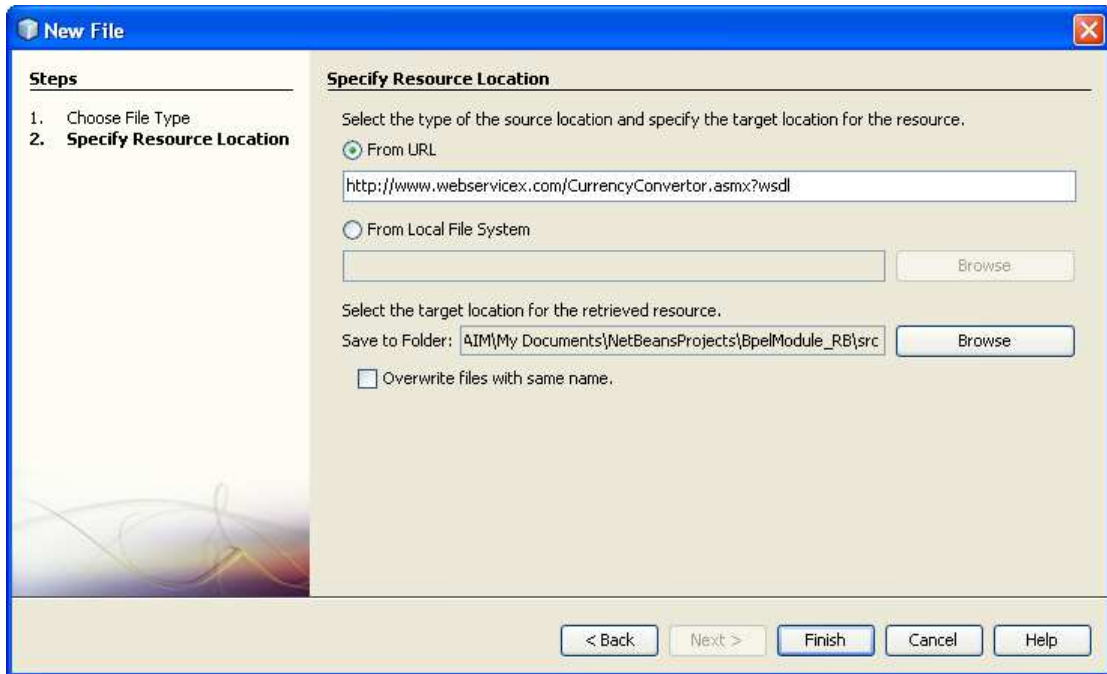 New File
Steps
1. Choose File Type
2. Specify Resource Location
Specify Resource Location
Select the type of the source location and specify the target location for the resource.
From URL
http://www.webservicex.com/CurrencyConvertor.asmx?wsdl
From Local File System
Browse
Select the target location for the retrieved resource.
Save to Folder: AIM\My Documents\NetBeansProjects\BpelModule_RB\src Browse
Overwrite files with same name.
< Back Next > Finish Cancel Help